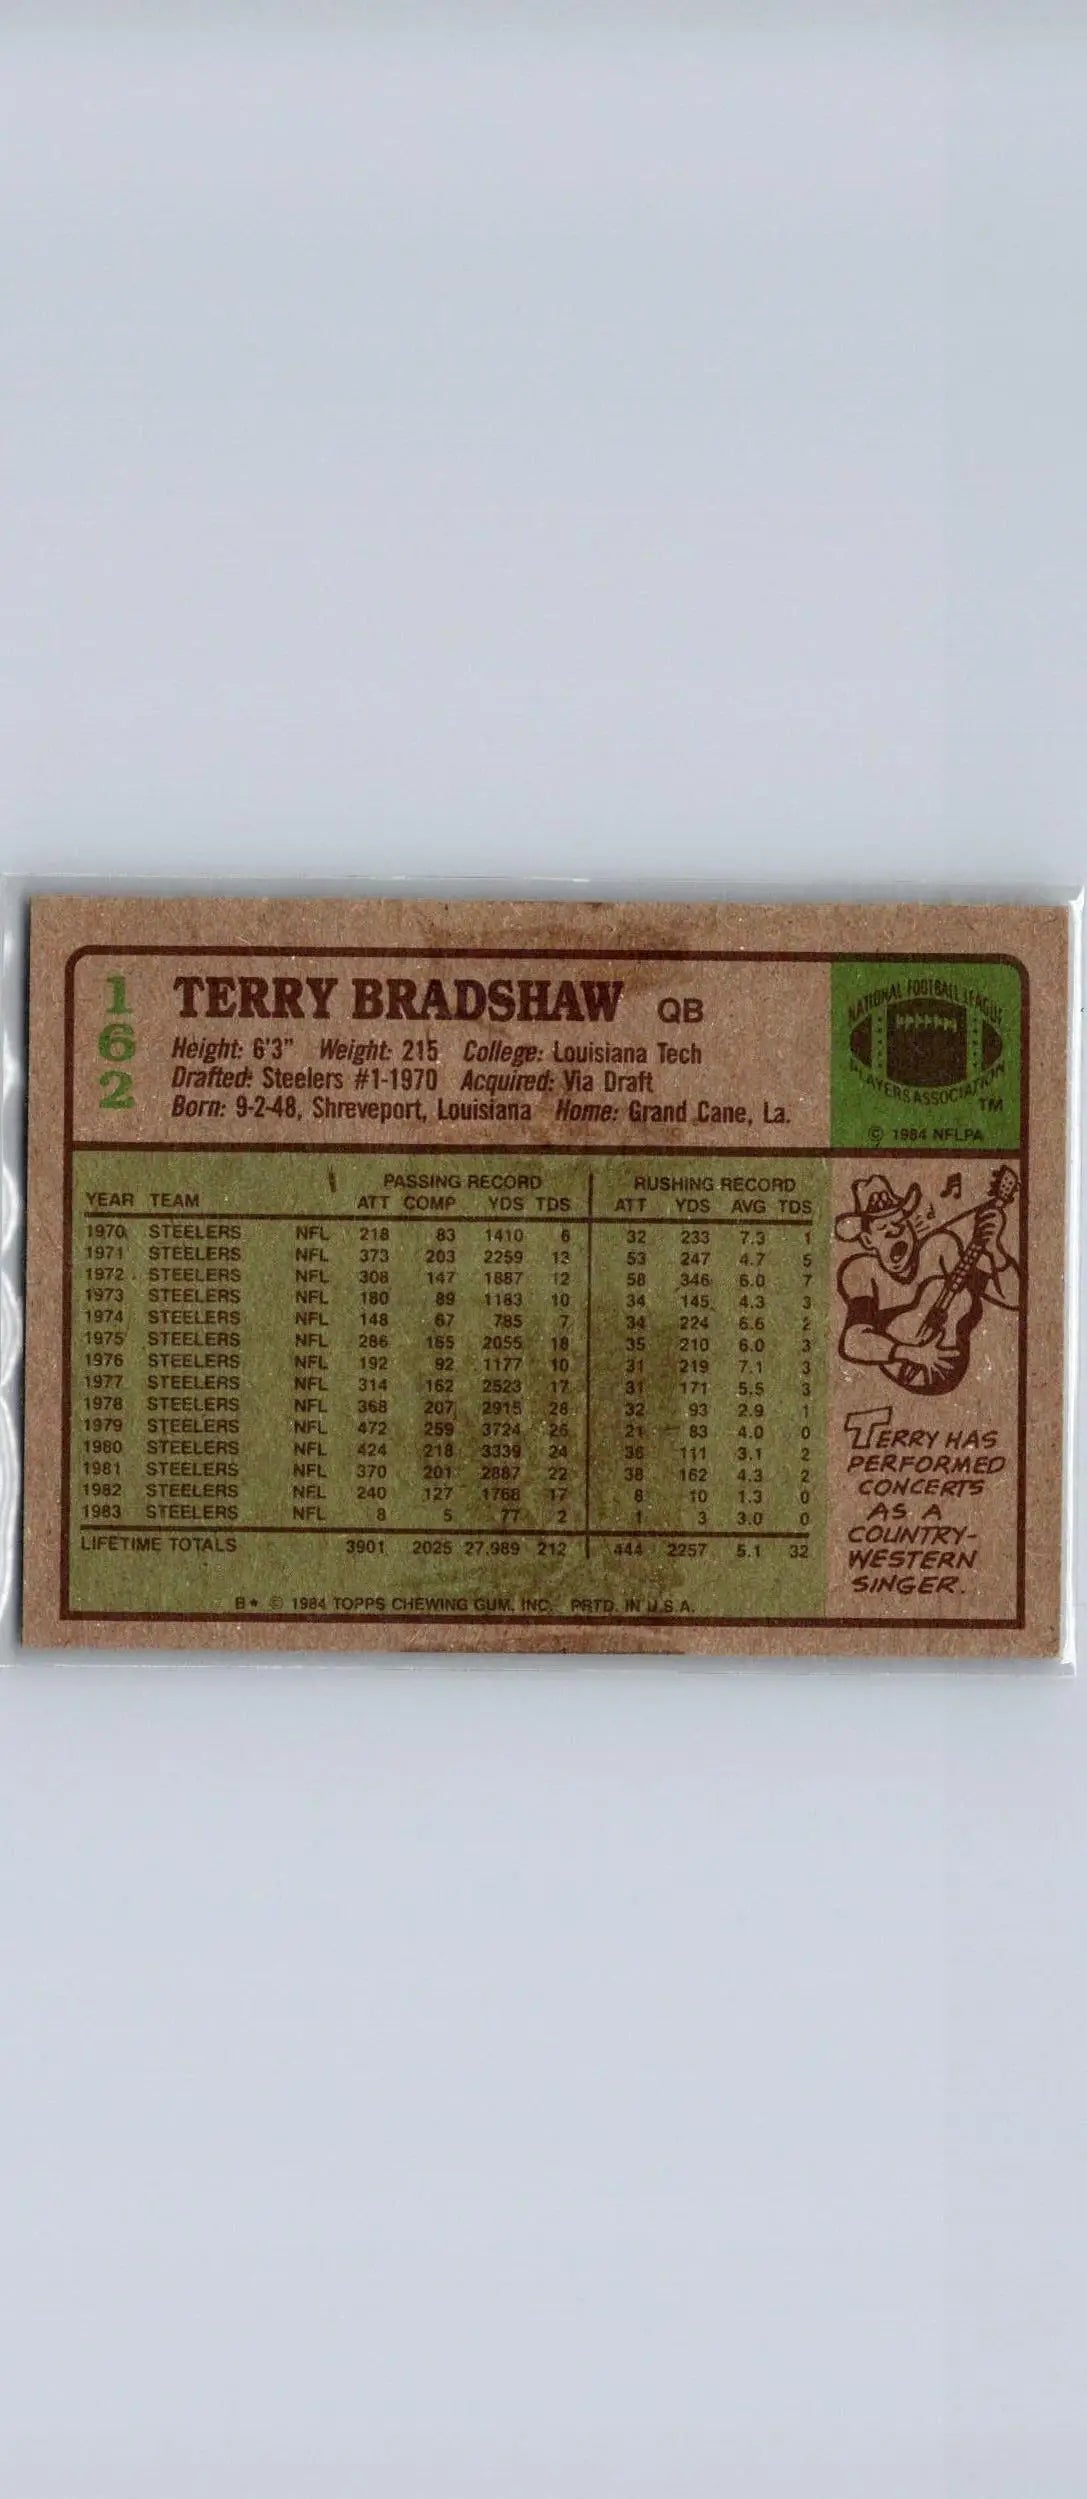 162
TERRY BRADSHAW QB
Height: 6'3" Weight: 215 College: Louisiana Tech
Drafted: Steelers #1-1970 Acquired: Via Draft
Born: 9-2-48, Shreveport, Louisiana Home: Grand Cane, La.
NATIONAL FOOTBALL LEAGUE
PLAYERS ASSOCIATION
TM
© 1984 NFLPA
PASSING RECORD RUSHING RECORD
YEAR TEAM ATT COMP YDS TDS ATT YDS AVG TDS
1970 STEELERS NFL 218 83 1410 6 32 233 7.3 1
1971 STEELERS NFL 373 203 2259 13 53 247 4.7 5
1972 STEELERS NFL 308 147 1887 12 58 346 6.0 7
1973 STEELERS NFL 180 89 1183 10 34 145 4.3 3
1974 STEELERS NFL 148 67 785 7 34 224 6.6 2
1975 STEELERS NFL 286 165 2055 18 35 210 6.0 3
1976 STEELERS NFL 192 92 1177 10 31 219 7.1 3
1977 STEELERS NFL 314 162 2523 17 31 171 5.5 3
1978 STEELERS NFL 368 207 2915 28 32 93 2.9 1
1979 STEELERS NFL 472 259 3724 26 21 83 4.0 0
1980 STEELERS NFL 424 218 3339 24 36 111 3.1 2
1981 STEELERS NFL 370 201 2887 22 38 162 4.3 2
1982 STEELERS NFL 240 127 1768 17 8 10 1.3 0
1983 STEELERS NFL 8 5 77 2 1 3 3.0 0
LIFETIME TOTALS 3901 2025 27,989 212 444 2257 5.1 32
B* © 1984 TOPPS CHEWING GUM, INC. PRTD. IN U.S.A.
TERRY HAS
PERFORMED
CONCERTS
AS A
COUNTRY-
WESTERN
SINGER.